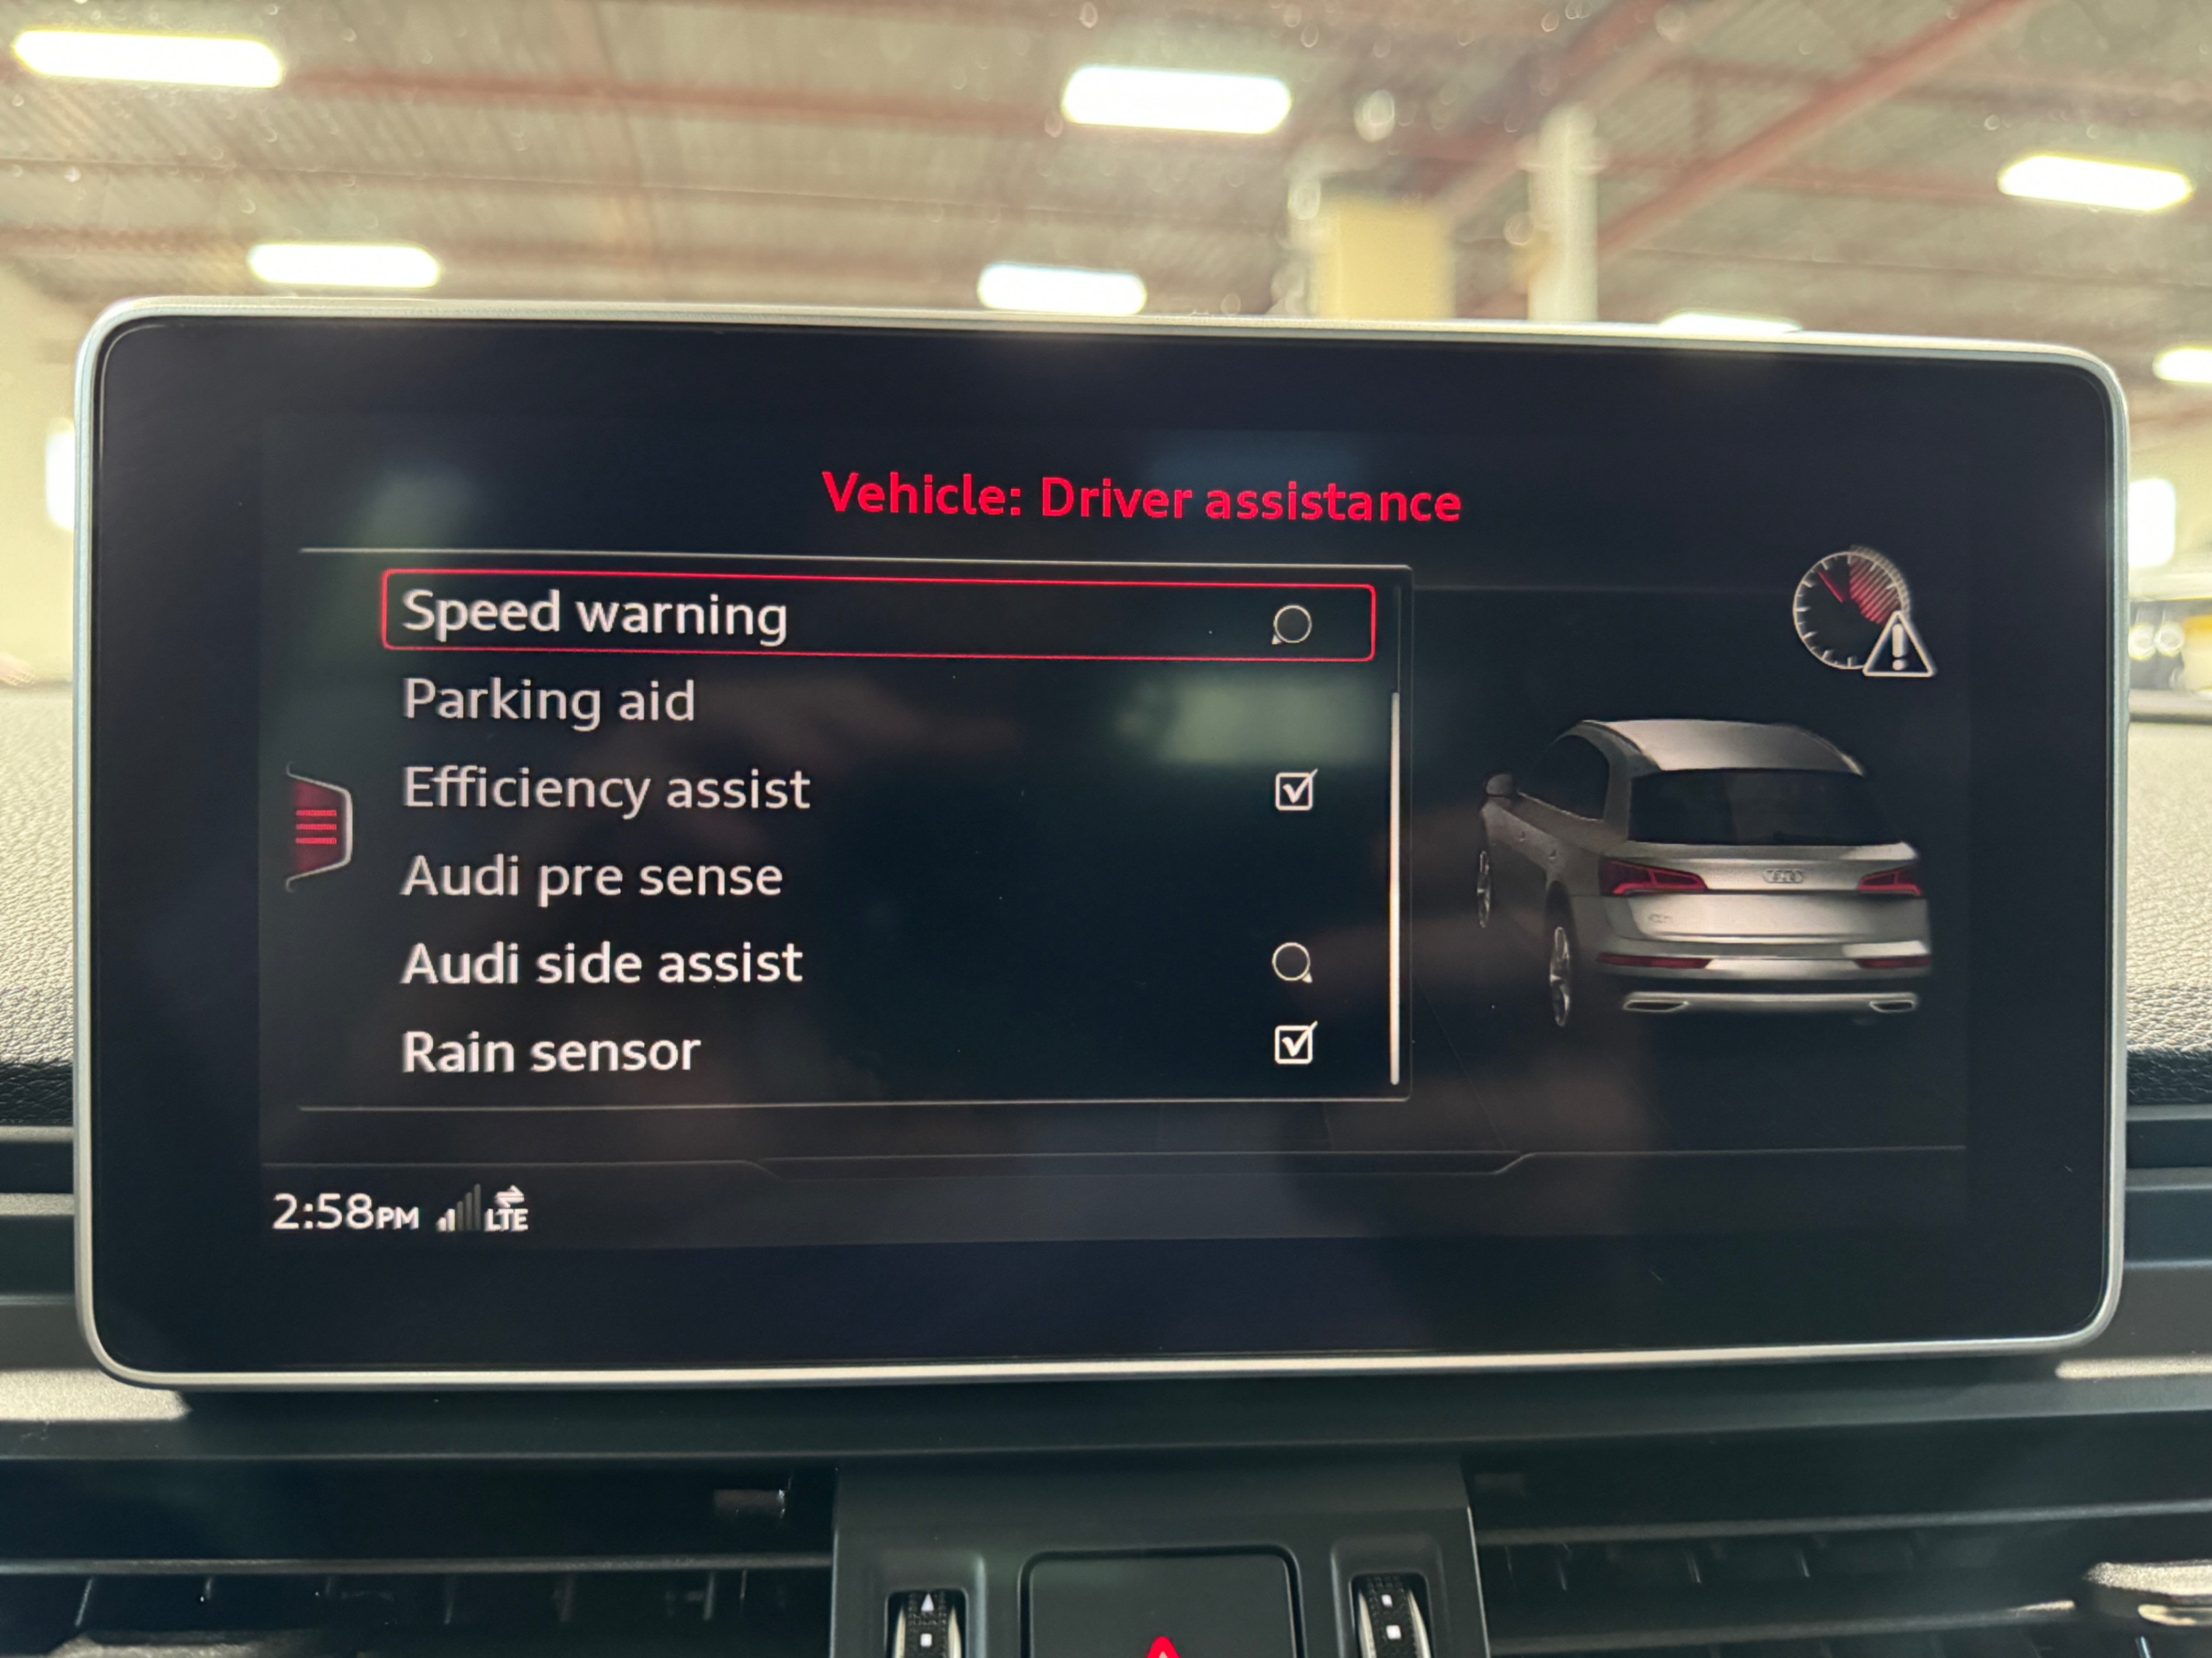 Vehicle: Driver assistance
Speed warning
Parking aid
Efficiency assist
Audi pre sense
Audi side assist
Rain sensor
2:58PM LTE